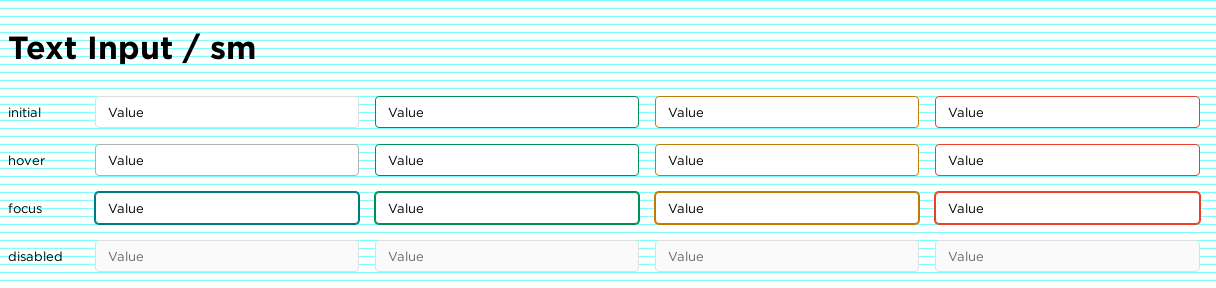 Text Input / sm
initial Value Value Value Value
hover Value Value Value Value
focus Value Value Value Value
disabled Value Value Value Value